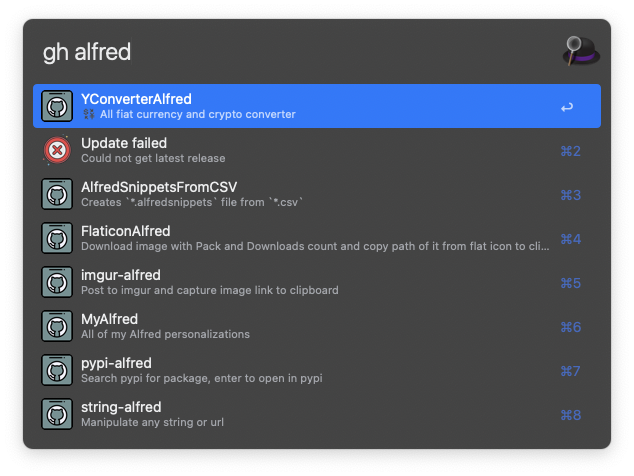 gh alfred
YConverterAlfred
💱 All fiat currency and crypto converter
↩
Update failed
Could not get latest release
⌘2
AlfredSnippetsFromCSV
Creates `*.alfredsnippets` file from `*.csv`
⌘3
FlaticonAlfred
Download image with Pack and Downloads count and copy path of it from flat icon to cli...
⌘4
imgur-alfred
Post to imgur and capture image link to clipboard
⌘5
MyAlfred
All of my Alfred personalizations
⌘6
pypi-alfred
Search pypi for package, enter to open in pypi
⌘7
string-alfred
Manipulate any string or url
⌘8